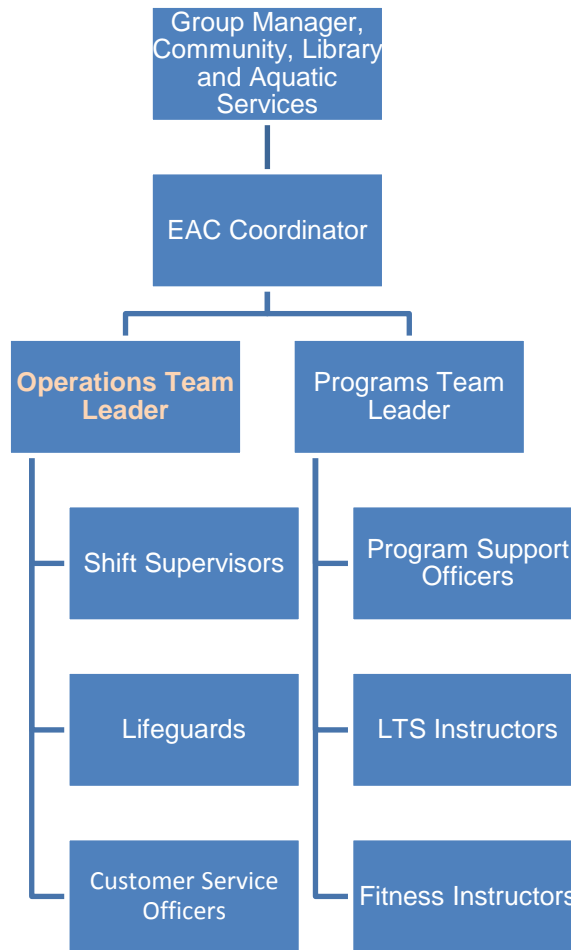 Group Manager,
Community, Library
and Aquatic
Services
EAC Coordinator
Operations Team
Leader
Programs Team
Leader
Shift Supervisors
Program Support
Officers
Lifeguards
LTS Instructors
Customer Service
Officers
Fitness Instructors